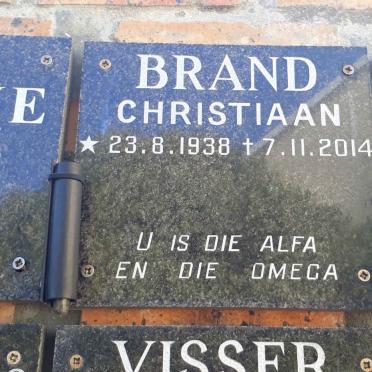 E
BRAND
CHRISTIAAN
★ 23.8.1938 † 7.11.2014
U IS DIE ALFA
EN DIE OMEGA
VISSER